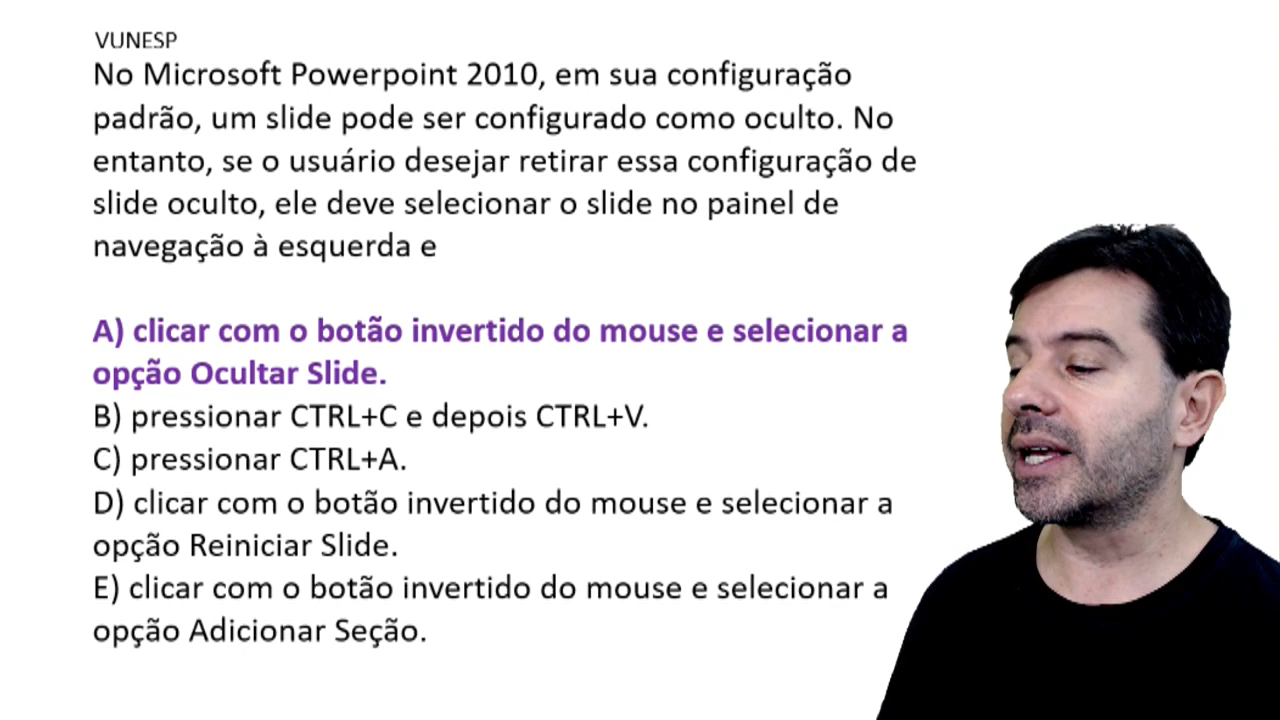 VUNESP
No Microsoft Powerpoint 2010, em sua configuração
padrão, um slide pode ser configurado como oculto. No
entanto, se o usuário desejar retirar essa configuração de
slide oculto, ele deve selecionar o slide no painel de
navegação à esquerda e
A) clicar com o botão invertido do mouse e selecionar a
opção Ocultar Slide.
B) pressionar CTRL+C e depois CTRL+V.
C) pressionar CTRL+A.
D) clicar com o botão invertido do mouse e selecionar a
opção Reiniciar Slide.
E) clicar com o botão invertido do mouse e selecionar a
opção Adicionar Seção.